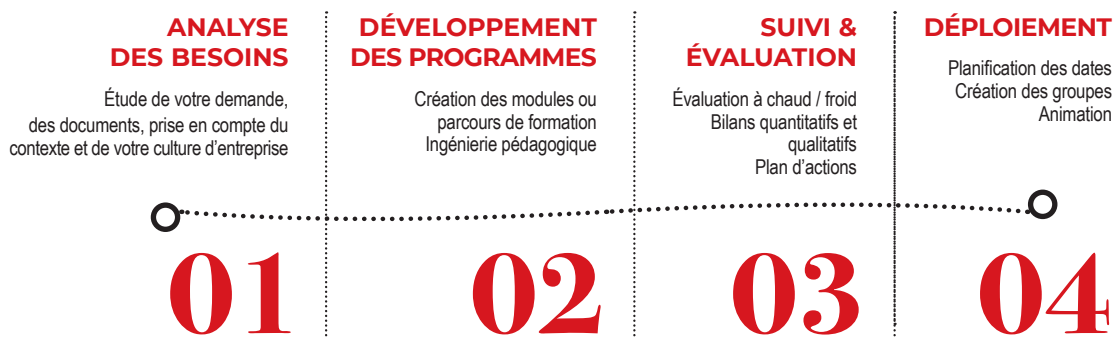 ANALYSE
DES BESOINS
Étude de votre demande,
des documents, prise en compte du
contexte et de votre culture d'entreprise
01
DÉVELOPPEMENT
DES PROGRAMMES
Création des modules ou
parcours de formation
Ingénierie pédagogique
02
SUIVI &
ÉVALUATION
Évaluation à chaud / froid
Bilans quantitatifs et
qualitatifs
Plan d'actions
03
DÉPLOIEMENT
Planification des dates
Création des groupes
Animation
04